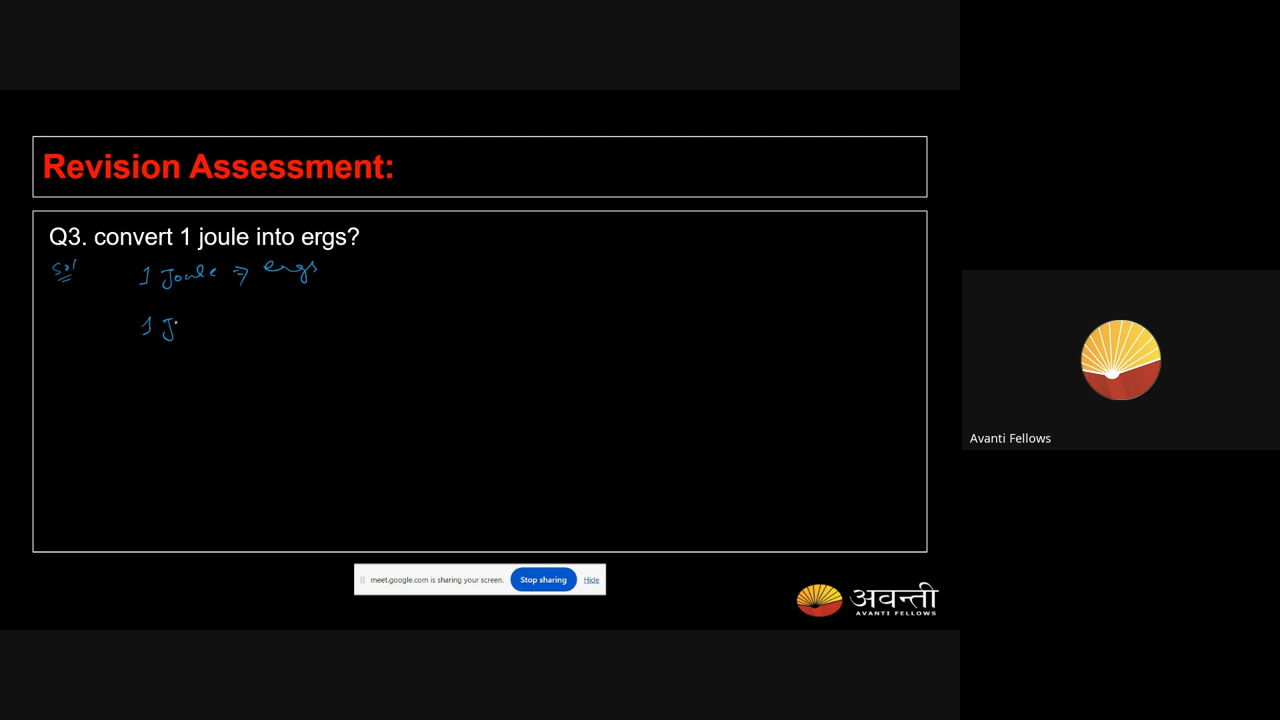 Revision Assessment:
Q3. convert 1 joule into ergs?
Sol
1 Joule ⇒ ergs
1 J
Avanti Fellows
meet.google.com is sharing your screen. Stop sharing Hide
अवन्ती
AVANTI FELLOWS